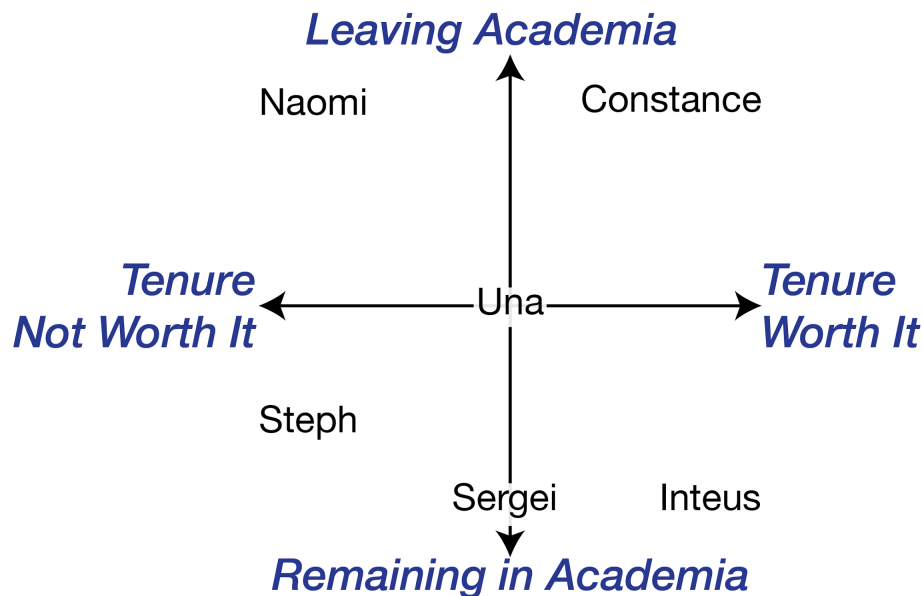 Leaving Academia
Naomi
Constance
Tenure
Not Worth It
Una
Tenure
Worth It
Steph
Sergei
Inteus
Remaining in Academia